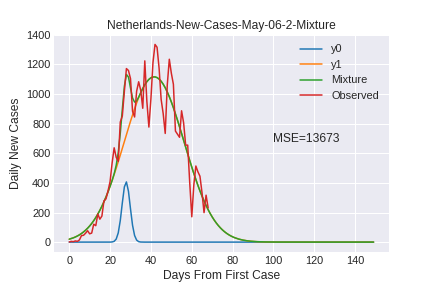 Netherlands-New-Cases-May-06-2-Mixture
1400
1200
1000
800
600
400
200
0
Daily New Cases
y0
y1
Mixture
Observed
MSE=13673
0 20 40 60 80 100 120 140
Days From First Case